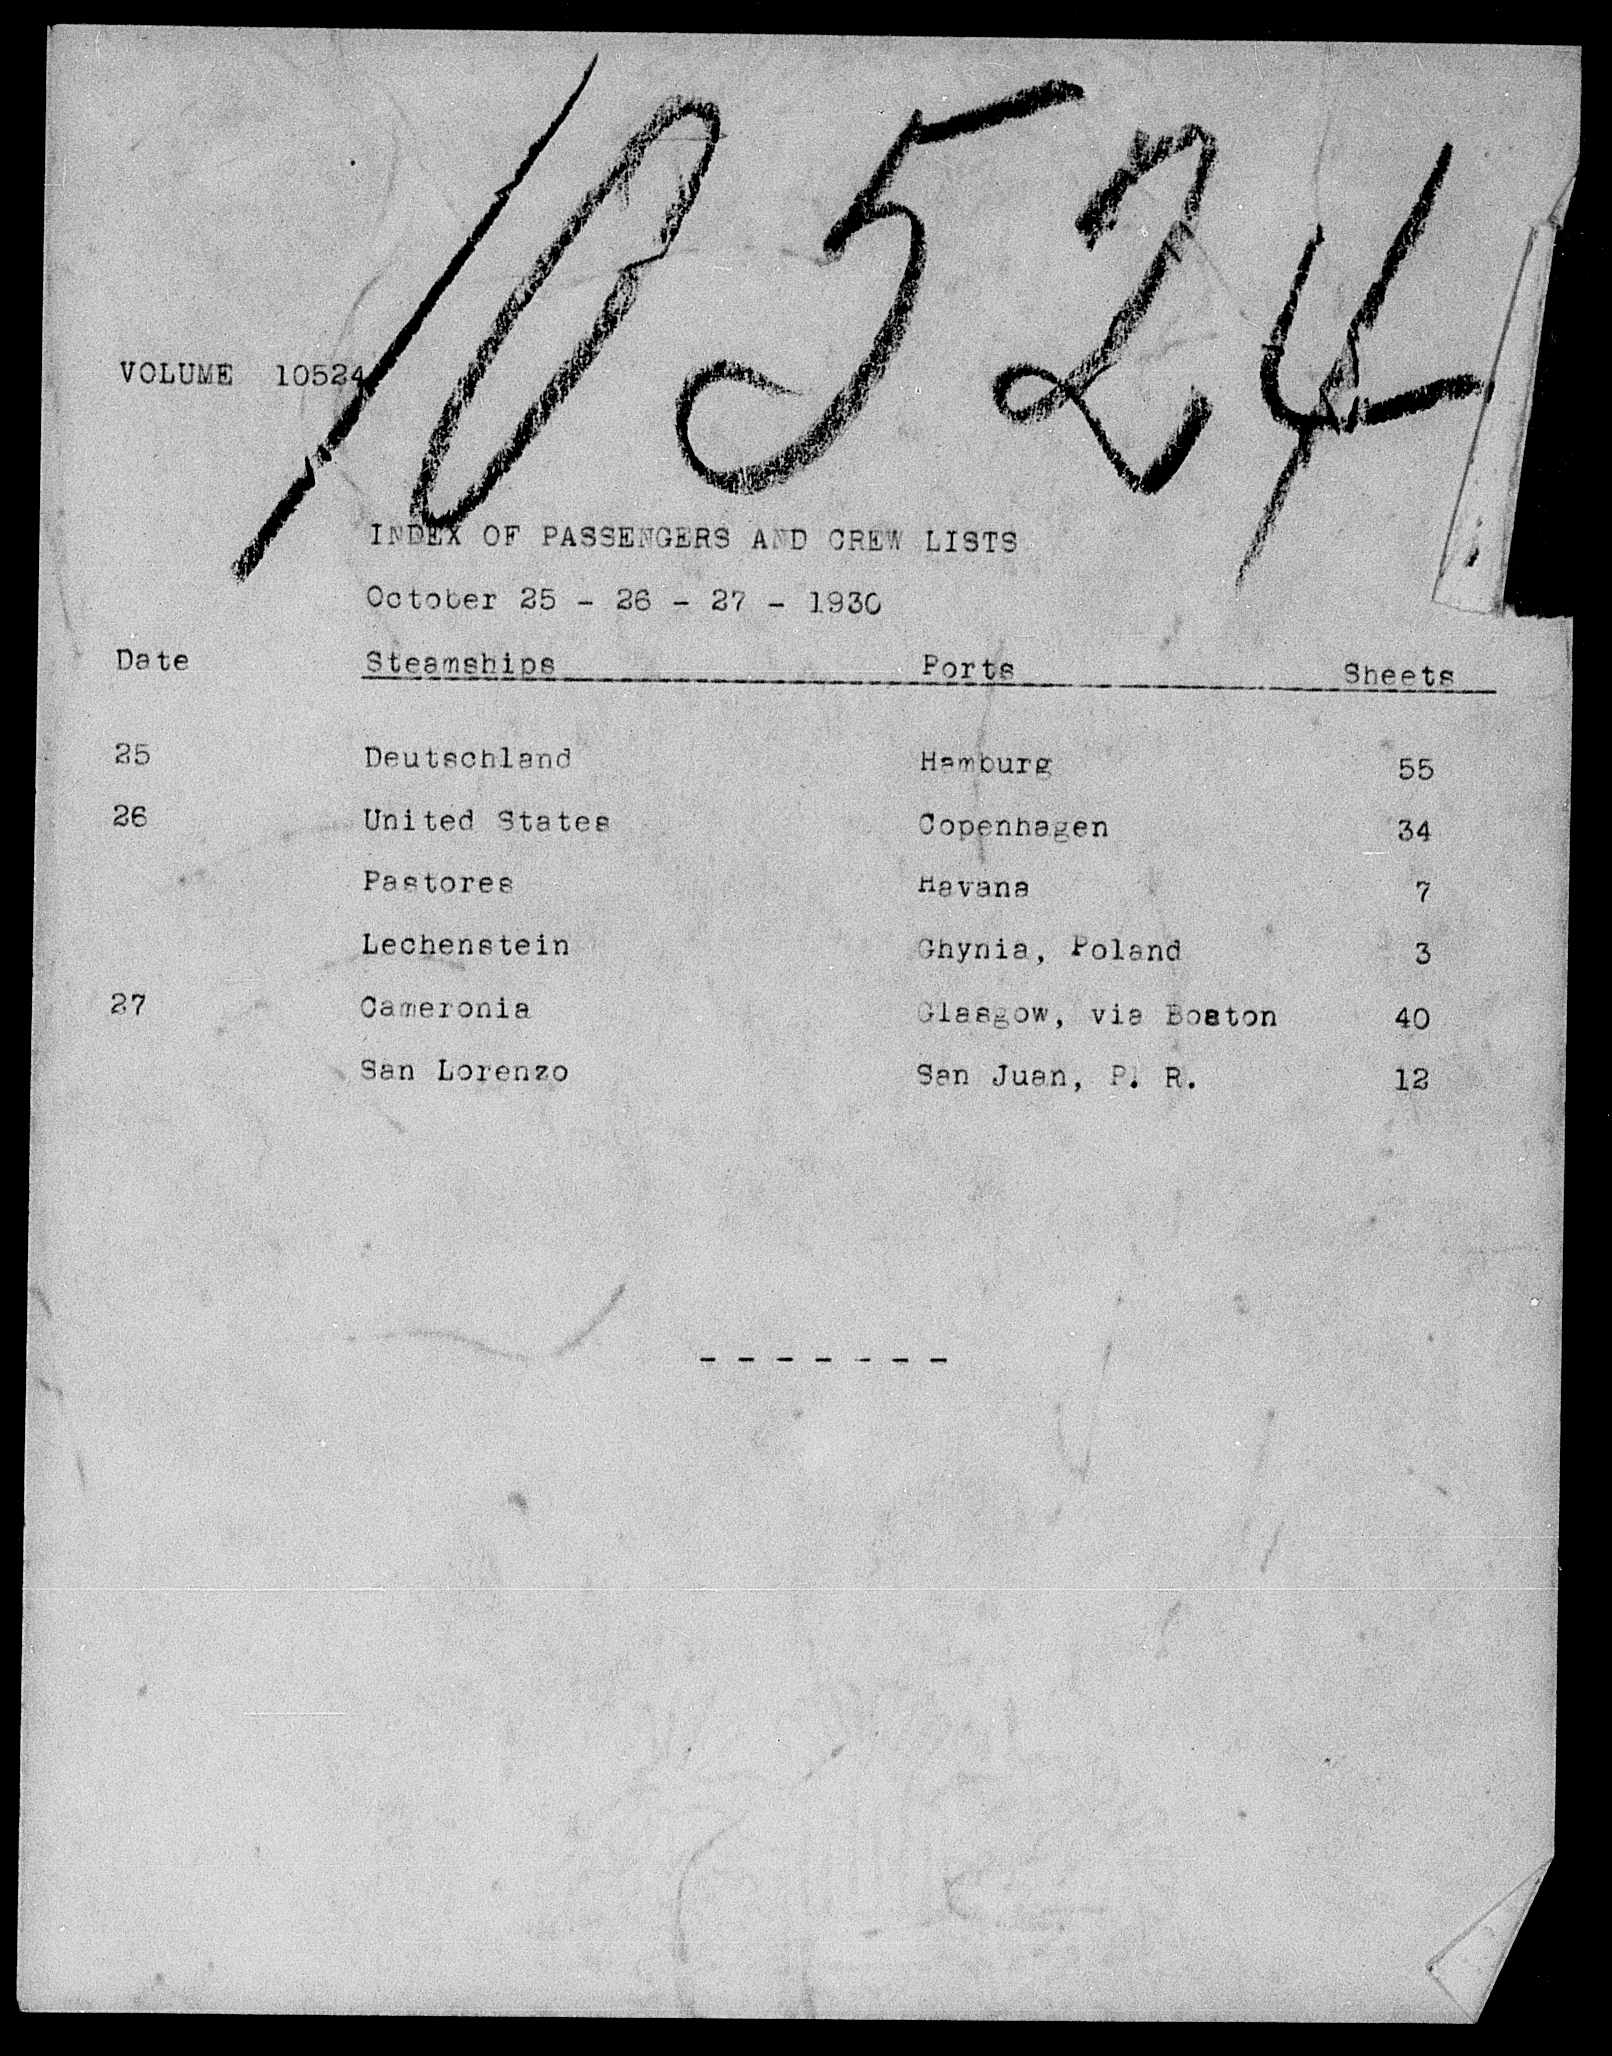 10524
VOLUME 10524
INDEX OF PASSENGERS AND CREW LISTS
October 25 - 26 - 27 - 1930
Date Steamships Ports Sheets
25 Deutschland Hamburg 55
26 United States Copenhagen 34
Pastores Havana 7
Lechenstein Ghynia, Poland 3
27 Cameronia Glasgow, via Boston 40
San Lorenzo San Juan, P. R. 12
- - - - - - -